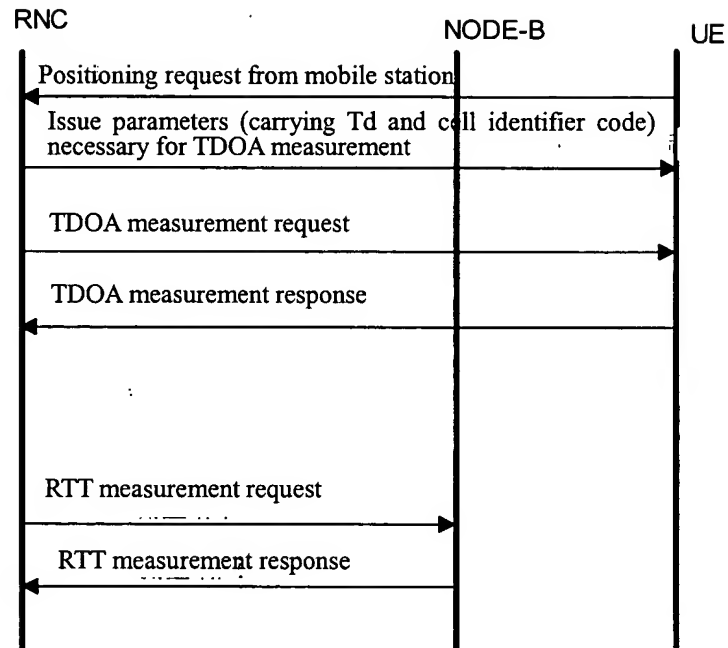 RNC
NODE-B
UE
Positioning request from mobile station
Issue parameters (carrying Td and cell identifier code)
necessary for TDOA measurement
TDOA measurement request
TDOA measurement response
RTT measurement request
RTT measurement response